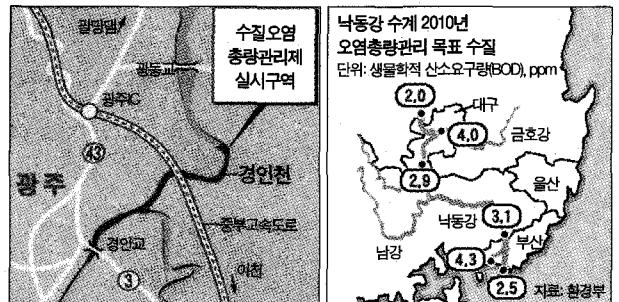 광동댐
수질오염
총량관리제
실시구역
광동교
광주IC
43
광주
경안천
중부고속도로
경안교
이천
3
낙동강 수계 2010년
오염총량관리 목표 수질
단위: 생물학적 산소요구량(BOD), ppm
2.0
대구
4.0
금호강
2.9
울산
낙동강
3.1
부산
남강
4.3
2.5
자료: 환경부